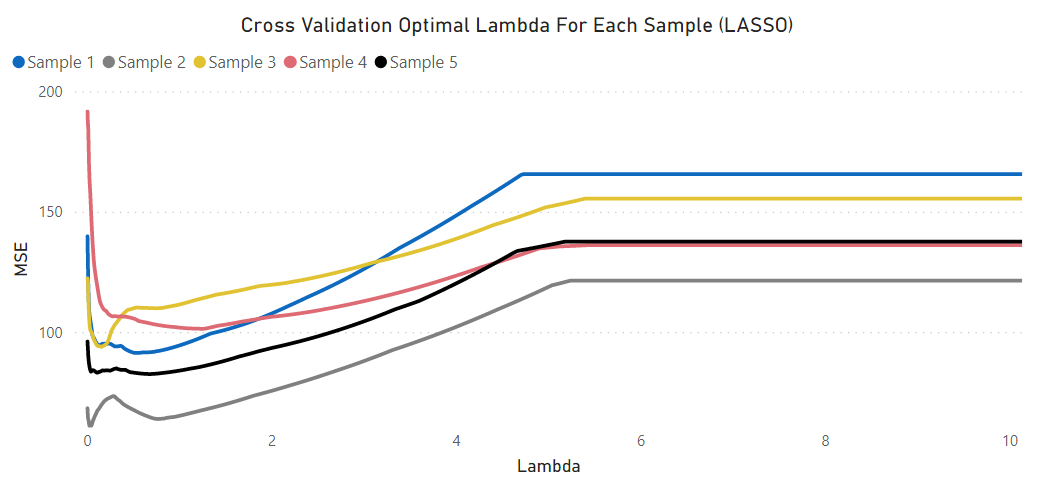 Cross Validation Optimal Lambda For Each Sample (LASSO)
Sample 1 Sample 2 Sample 3 Sample 4 Sample 5
200
150
100
MSE
0 2 4 6 8 10
Lambda